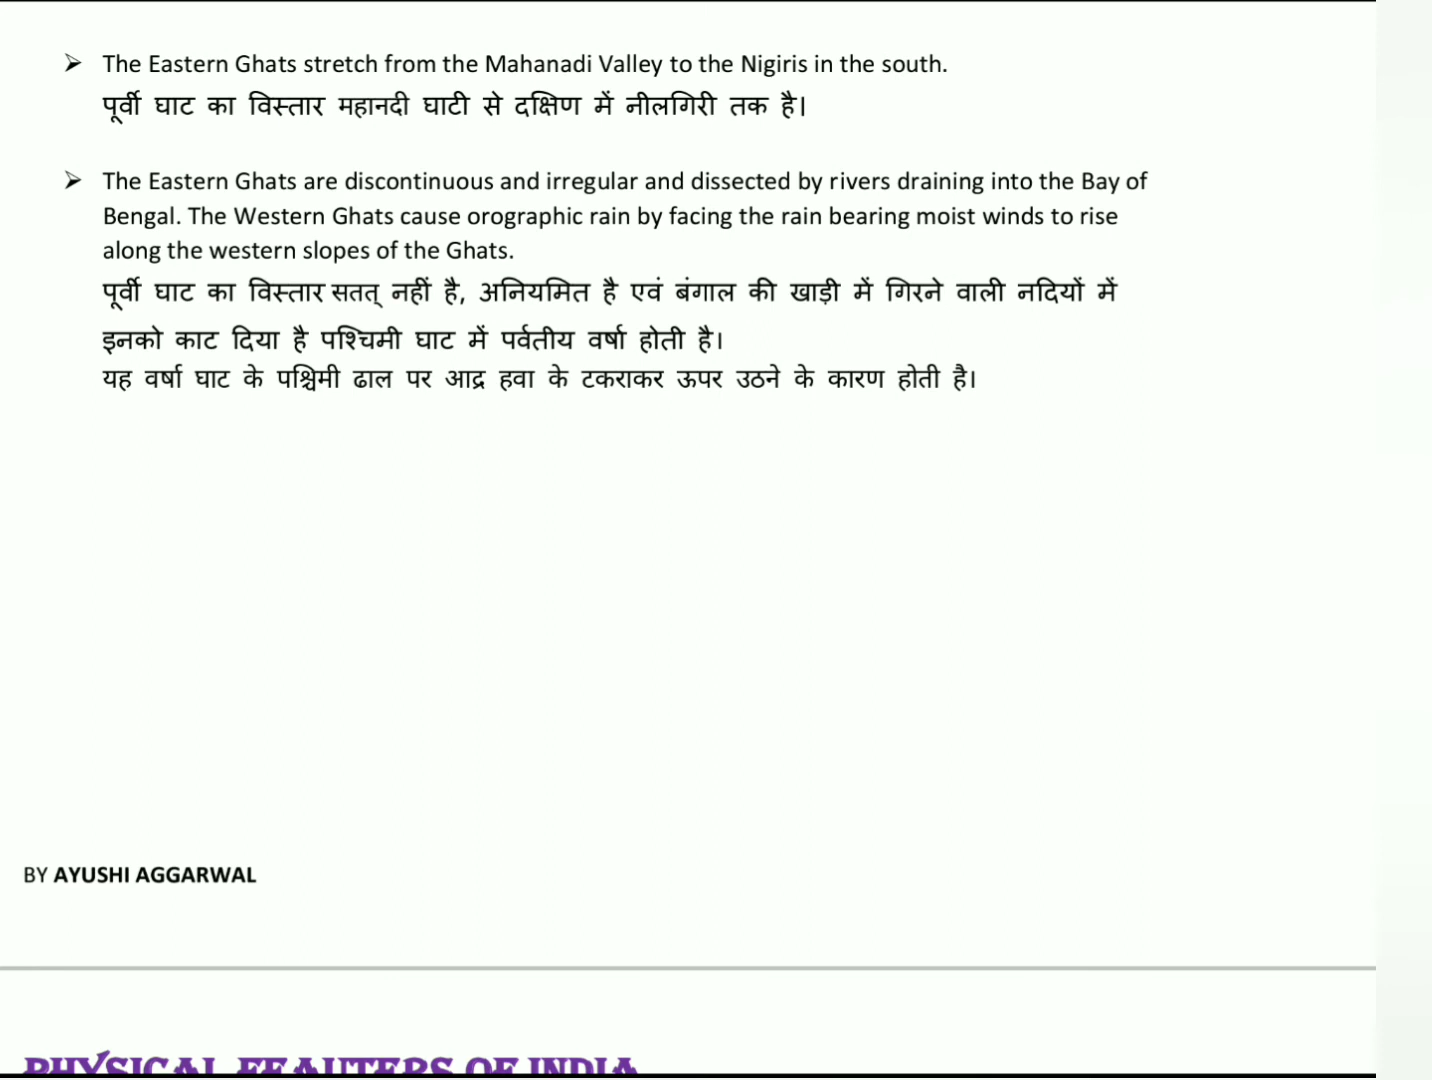 ➢ The Eastern Ghats stretch from the Mahanadi Valley to the Nigiris in the south.
पूर्वी घाट का विस्तार महानदी घाटी से दक्षिण में नीलगिरी तक है।
➢ The Eastern Ghats are discontinuous and irregular and dissected by rivers draining into the Bay of
Bengal. The Western Ghats cause orographic rain by facing the rain bearing moist winds to rise
along the western slopes of the Ghats.
पूर्वी घाट का विस्तार सतत् नहीं है, अनियमित है एवं बंगाल की खाड़ी में गिरने वाली नदियों में
इनको काट दिया है पश्चिमी घाट में पर्वतीय वर्षा होती है।
यह वर्षा घाट के पश्चिमी ढाल पर आद्र हवा के टकराकर ऊपर उठने के कारण होती है।
BY AYUSHI AGGARWAL
PHYSICAL FEAUTERS OF INDIA